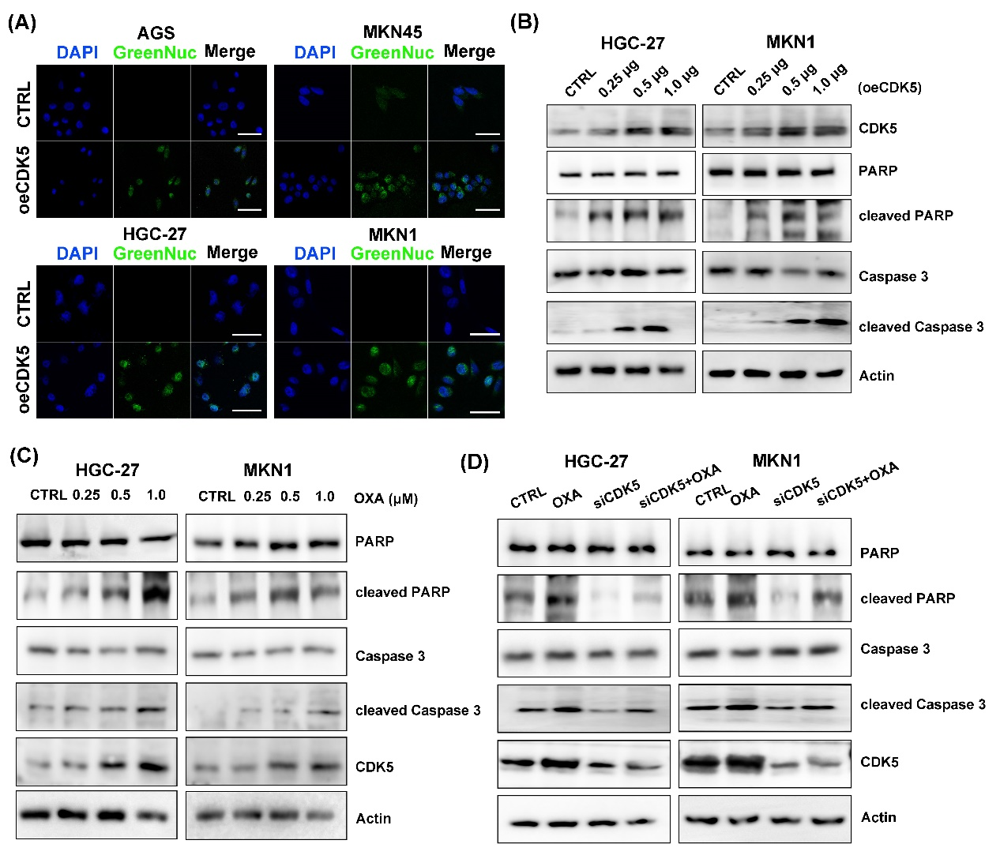 (A)
AGS
MKN45
DAPI GreenNuc Merge DAPI GreenNuc Merge
CTRL
oeCDK5
HGC-27
MKN1
DAPI GreenNuc Merge DAPI GreenNuc Merge
CTRL
oeCDK5
(B)
HGC-27
MKN1
CTRL 0.25 µg 0.5 µg 1.0 µg CTRL 0.25 µg 0.5 µg 1.0 µg (oeCDK5)
CDK5
PARP
cleaved PARP
Caspase 3
cleaved Caspase 3
Actin
(C)
HGC-27
MKN1
CTRL 0.25 0.5 1.0 CTRL 0.25 0.5 1.0 OXA (µM)
PARP
cleaved PARP
Caspase 3
cleaved Caspase 3
CDK5
Actin
(D)
HGC-27
MKN1
CTRL OXA siCDK5 siCDK5+OXA CTRL OXA siCDK5 siCDK5+OXA
PARP
cleaved PARP
Caspase 3
cleaved Caspase 3
CDK5
Actin